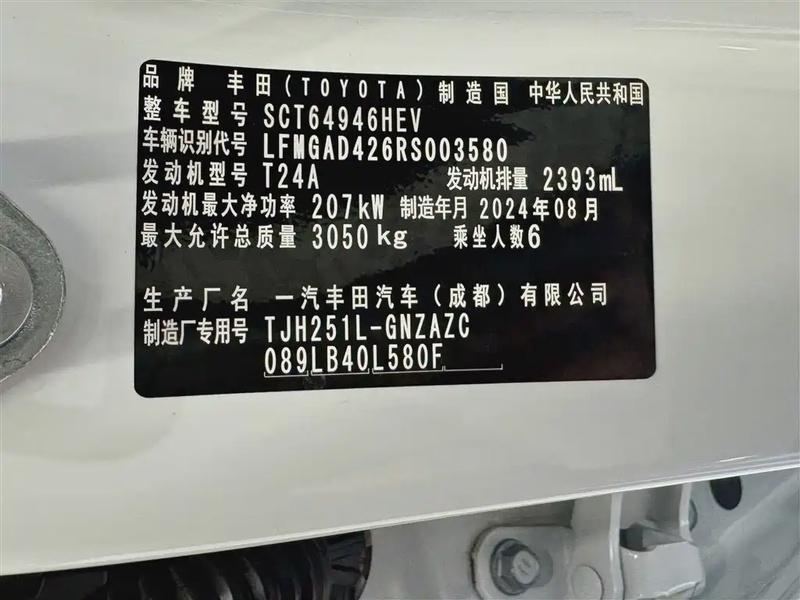 品牌 丰田(TOYOTA) 制造国 中华人民共和国
整车型号 SCT64946HEV
车辆识别代号 LFMGAD426RS003580
发动机型号 T24A 发动机排量 2393mL
发动机最大净功率 207kW 制造年月 2024年08月
最大允许总质量 3050kg 乘坐人数6
生产厂名 一汽丰田汽车（成都）有限公司
制造厂专用号 TJH251L-GNZAZC
089LB40L580F